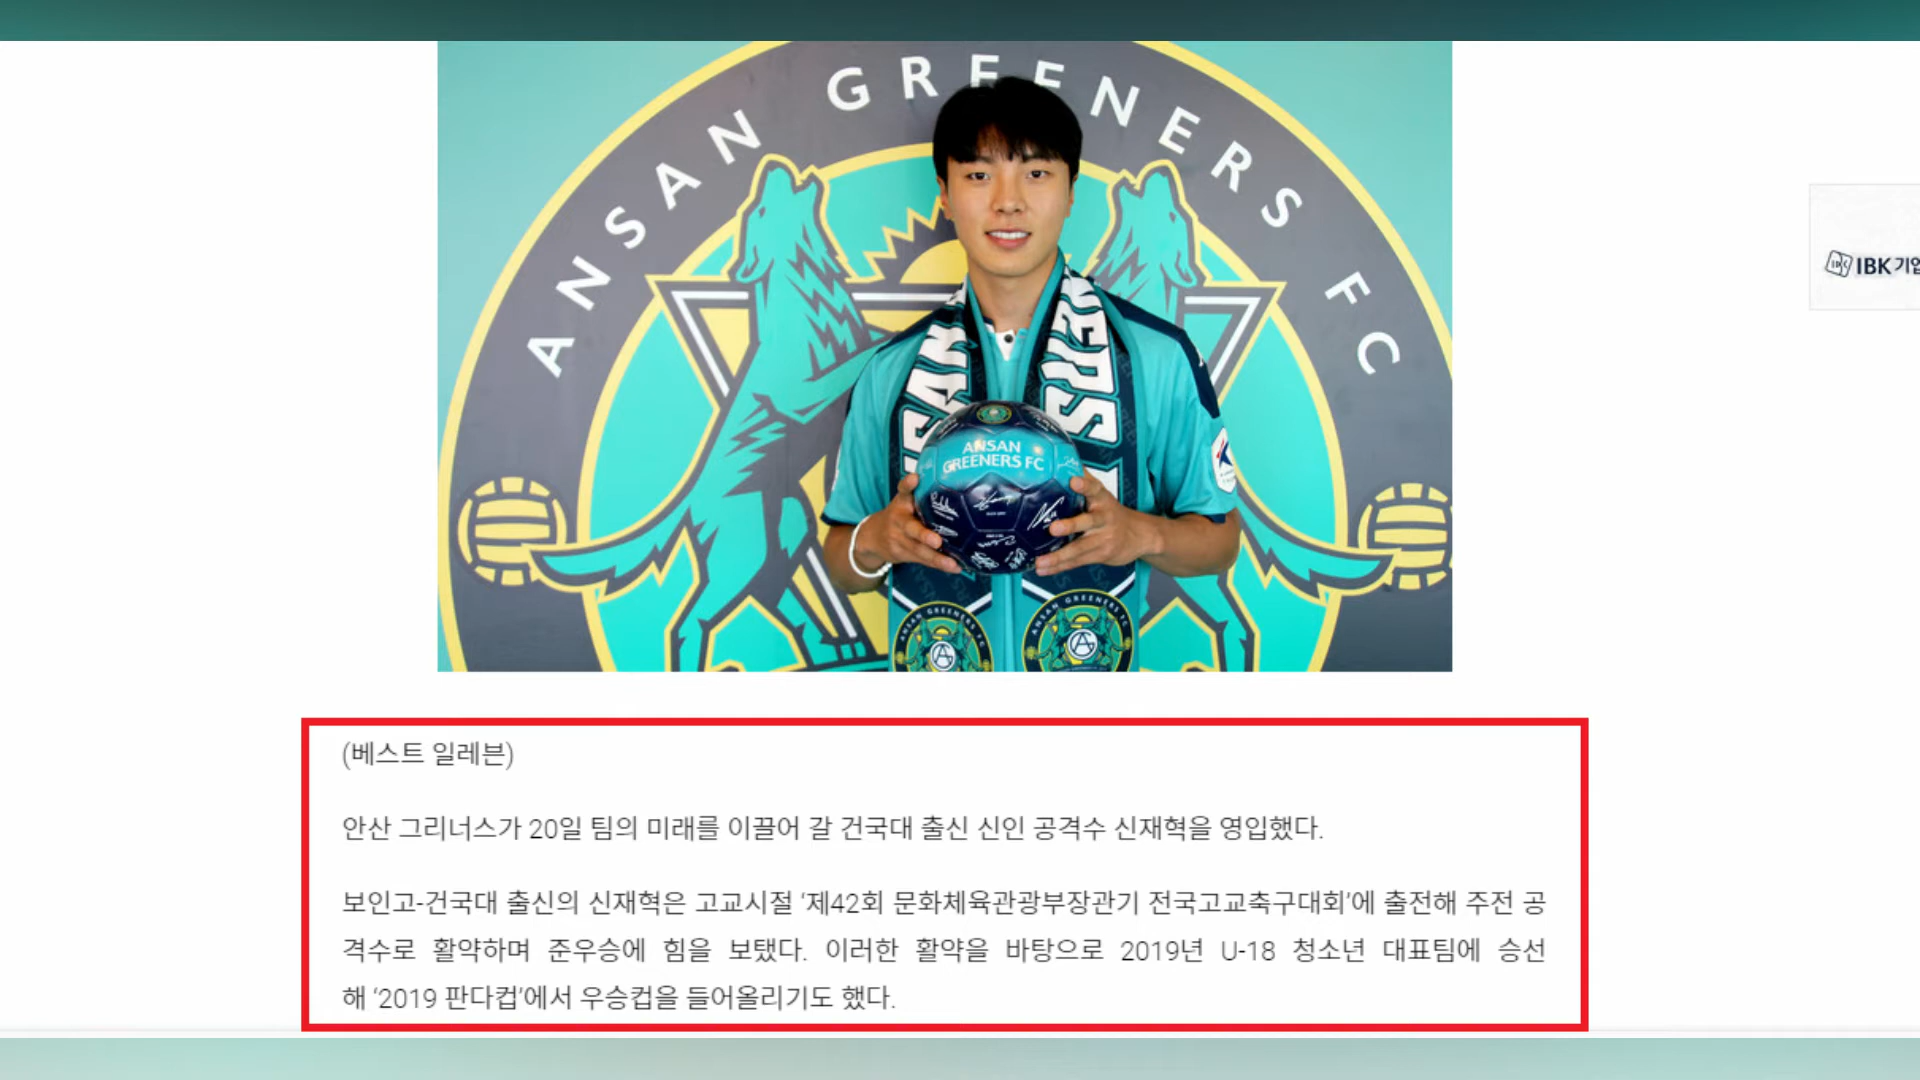 ANSAN GREENERS FC
ANSAN
GREENERS FC
ANSAN GREENERS FC
ANSAN GREENERS FC
IBK기업
(베스트 일레븐)
안산 그리너스가 20일 팀의 미래를 이끌어 갈 건국대 출신 신인 공격수 신재혁을 영입했다.
보인고-건국대 출신의 신재혁은 고교시절 ‘제42회 문화체육관광부장관기 전국고교축구대회’에 출전해 주전 공
격수로 활약하며 준우승에 힘을 보탰다. 이러한 활약을 바탕으로 2019년 U-18 청소년 대표팀에 승선
해 ‘2019 판다컵’에서 우승컵을 들어올리기도 했다.